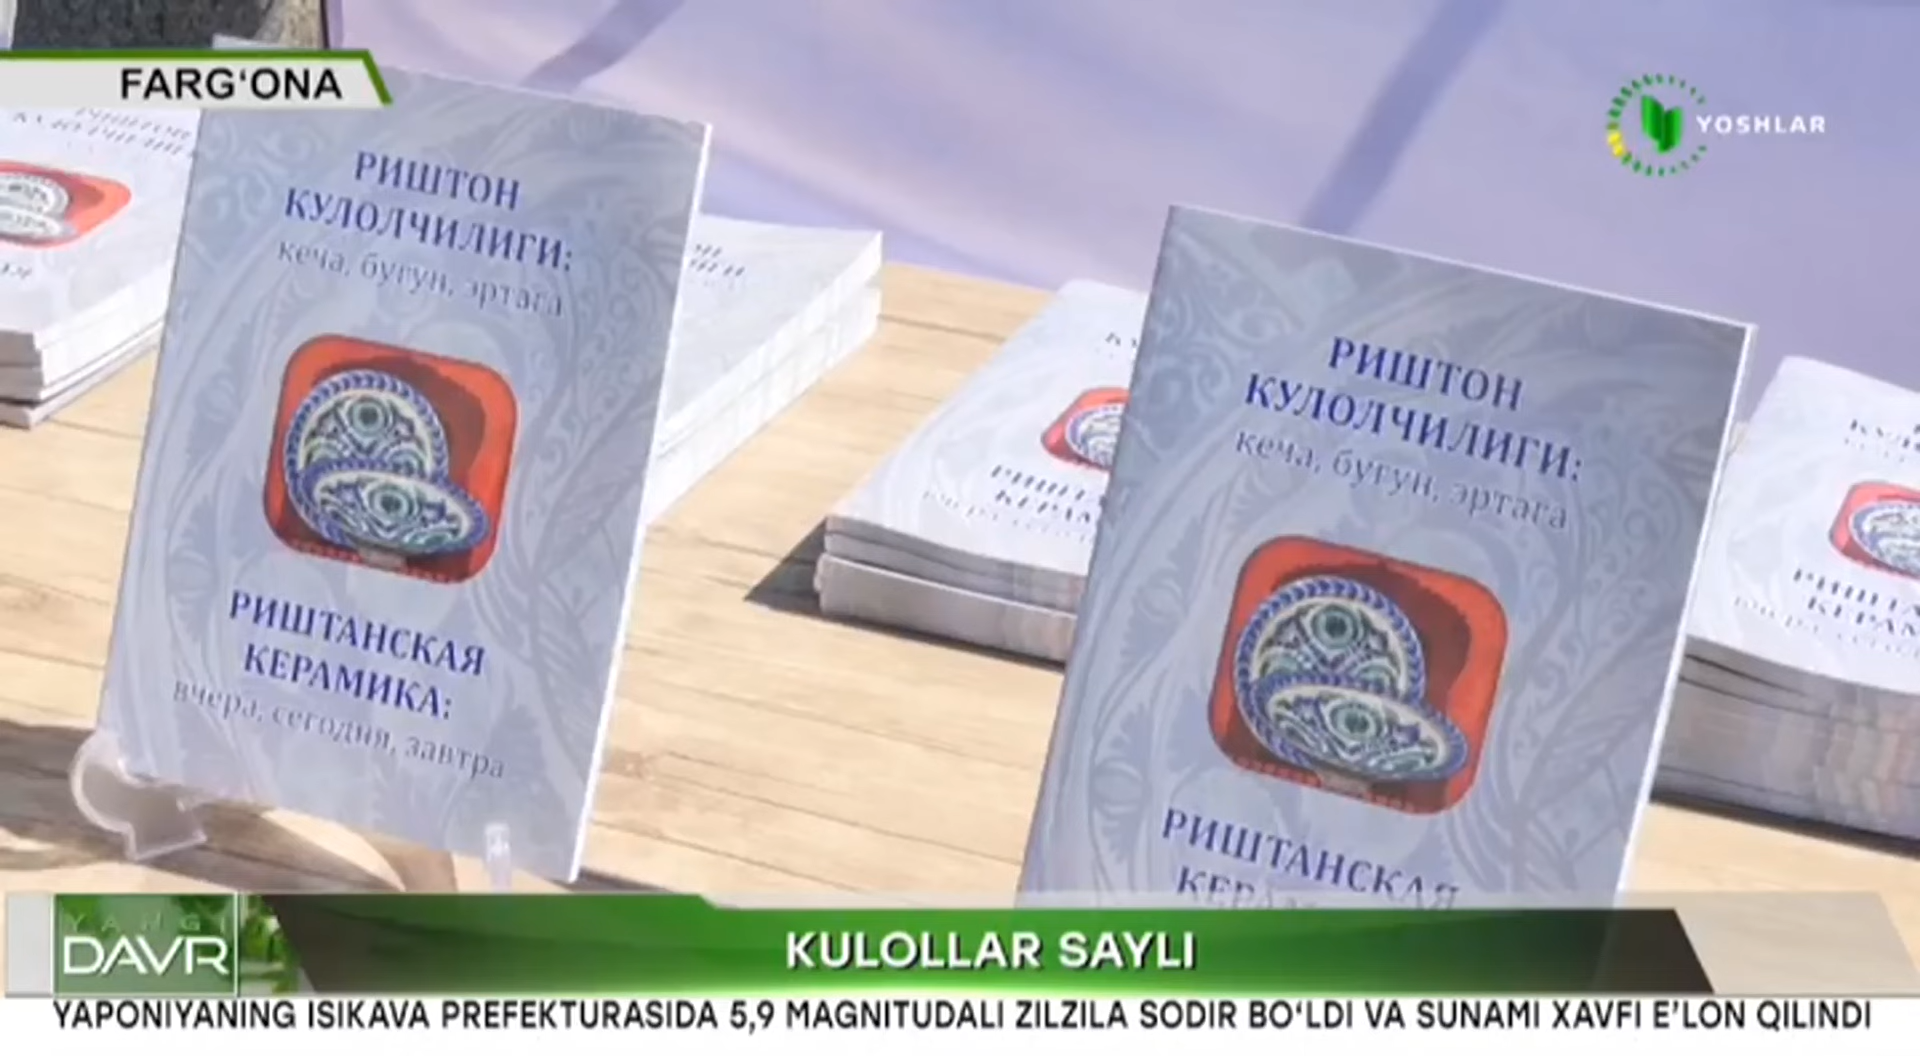 FARG‘ONA
YOSHLAR
РИШТОН
КУЛОЛЧИЛИГИ:
кеча, бугун, эртага
РИШТАНСКАЯ
КЕРАМИКА:
вчера, сегодня, завтра
РИШТОН
КУЛОЛЧИЛИГИ:
кеча, бугун, эртага
РИШТАНСКАЯ
YANGI
DAVR
KULOLLAR SAYLI
YAPONIYANING ISIKAVA PREFEKTURASIDA 5,9 MAGNITUDALI ZILZILA SODIR BO‘LDI VA SUNAMI XAVFI E’LON QILINDI